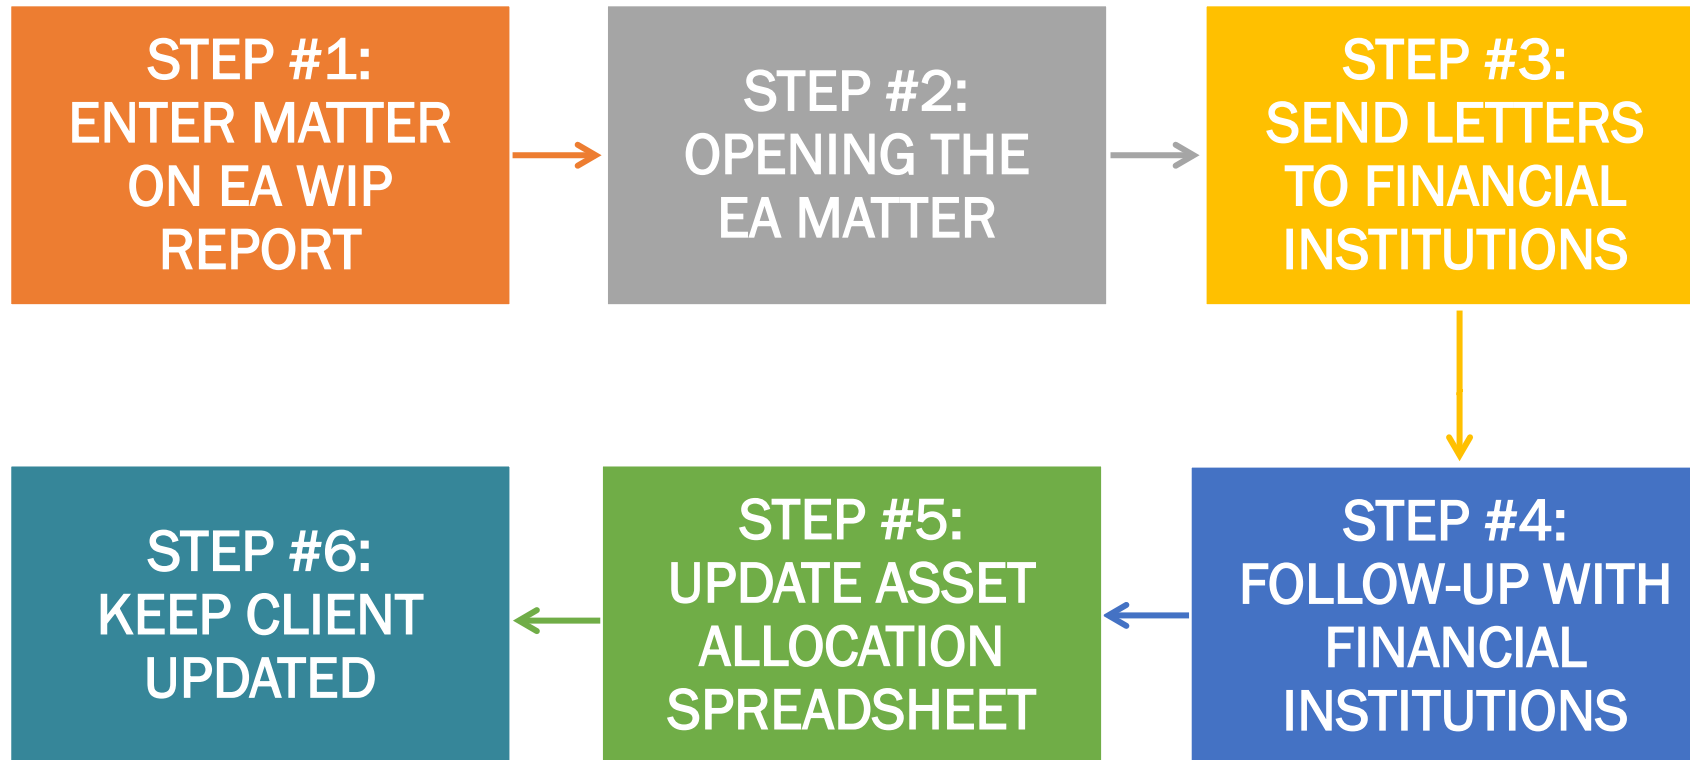 STEP #1:
ENTER MATTER
ON EA WIP
REPORT
STEP #2:
OPENING THE
EA MATTER
STEP #3:
SEND LETTERS
TO FINANCIAL
INSTITUTIONS
STEP #4:
FOLLOW-UP WITH
FINANCIAL
INSTITUTIONS
STEP #5:
UPDATE ASSET
ALLOCATION
SPREADSHEET
STEP #6:
KEEP CLIENT
UPDATED